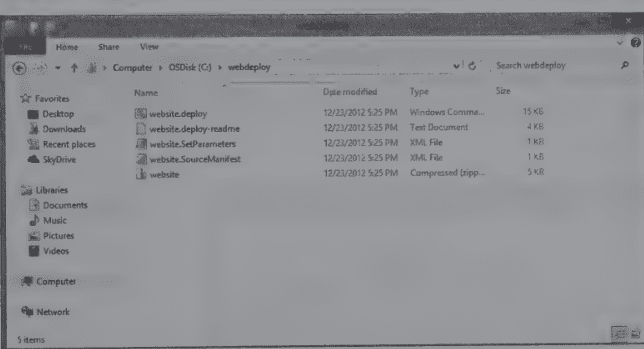 File Home Share View
Computer OSDisk (C:) webdeploy Search webdeploy
Name Date modified Type Size
Favorites
Desktop
Downloads
Recent places
SkyDrive
Libraries
Documents
Music
Pictures
Videos
Computer
Network
website.deploy 12/23/2012 5:25 PM Windows Comma... 15 KB
website.deploy-readme 12/23/2012 5:25 PM Text Document 4 KB
website.SetParameters 12/23/2012 5:25 PM XML File 1 KB
website.SourceManifest 12/23/2012 5:25 PM XML File 1 KB
website 12/23/2012 5:25 PM Compressed (zipp... 5 KB
5 items